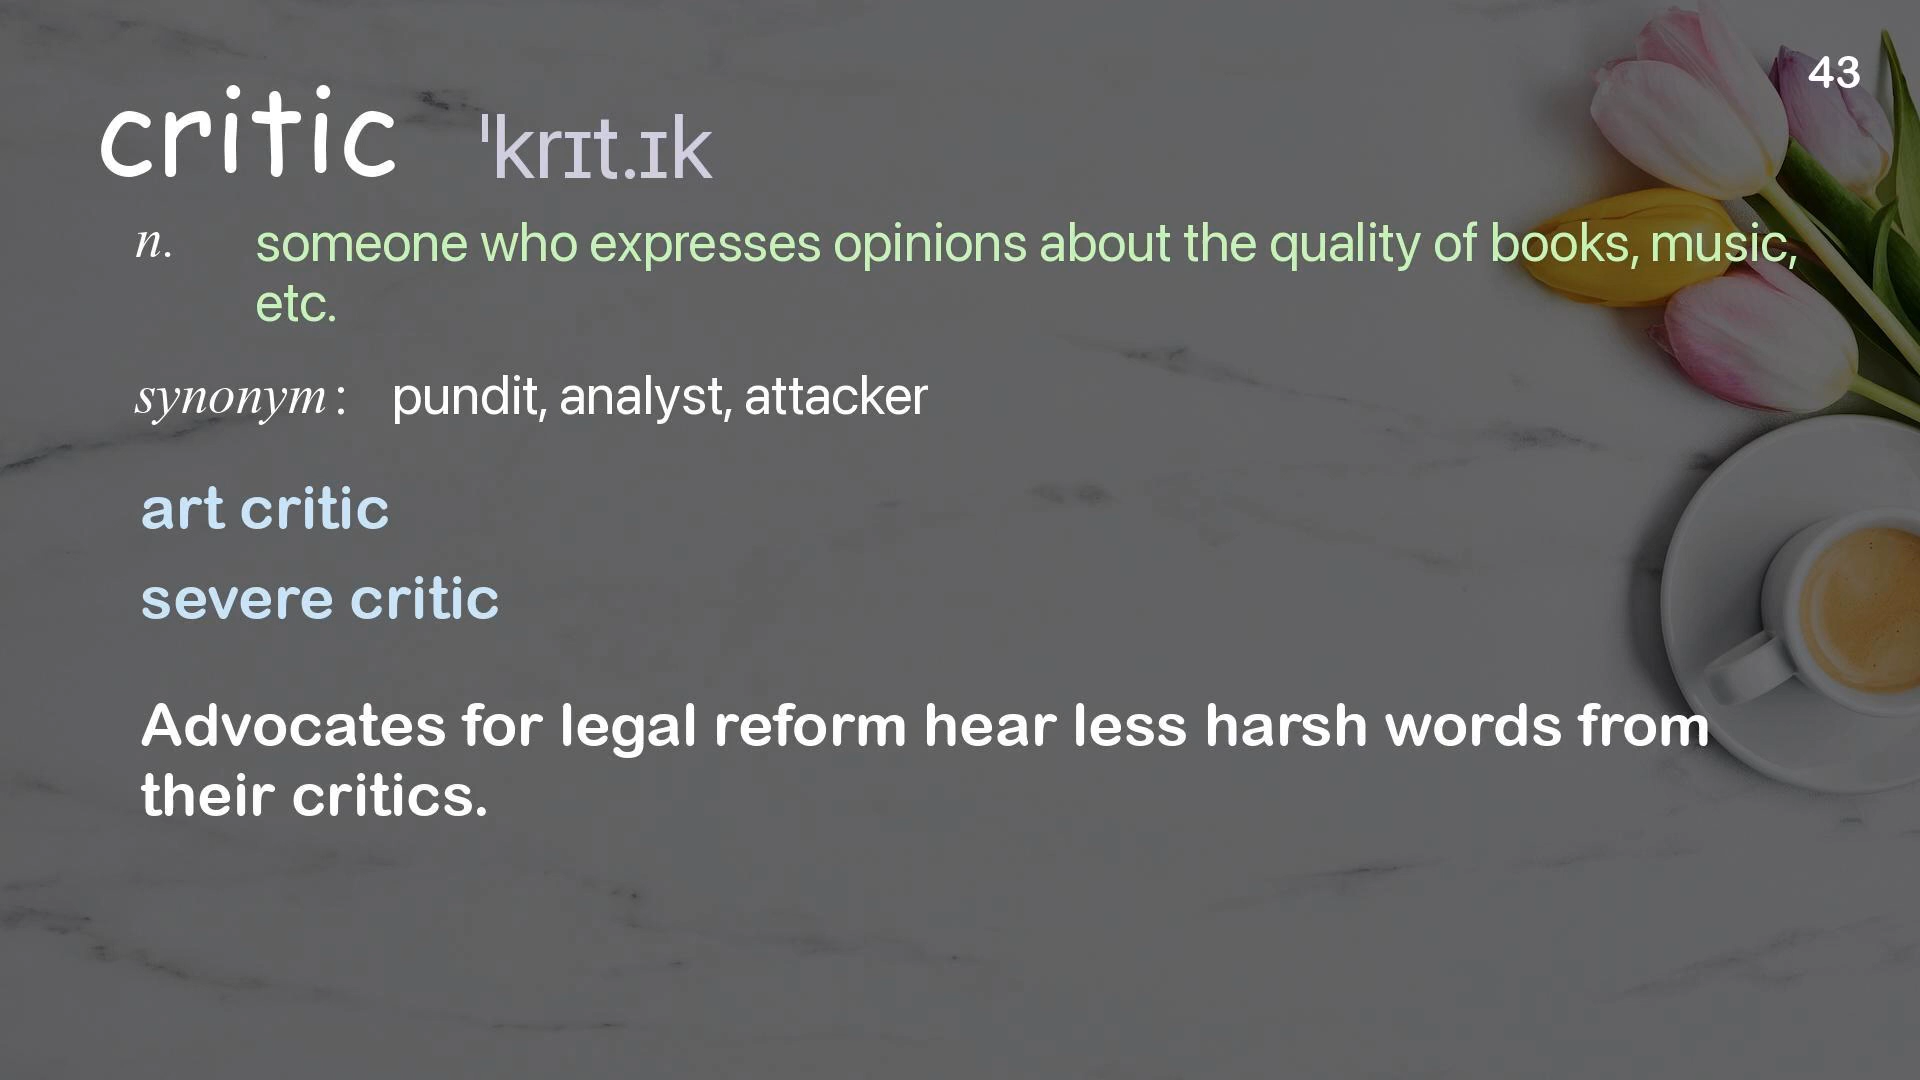 43
critic ˈkrɪt.ɪk
n. someone who expresses opinions about the quality of books, music,
etc.
synonym: pundit, analyst, attacker
art critic
severe critic
Advocates for legal reform hear less harsh words from
their critics.